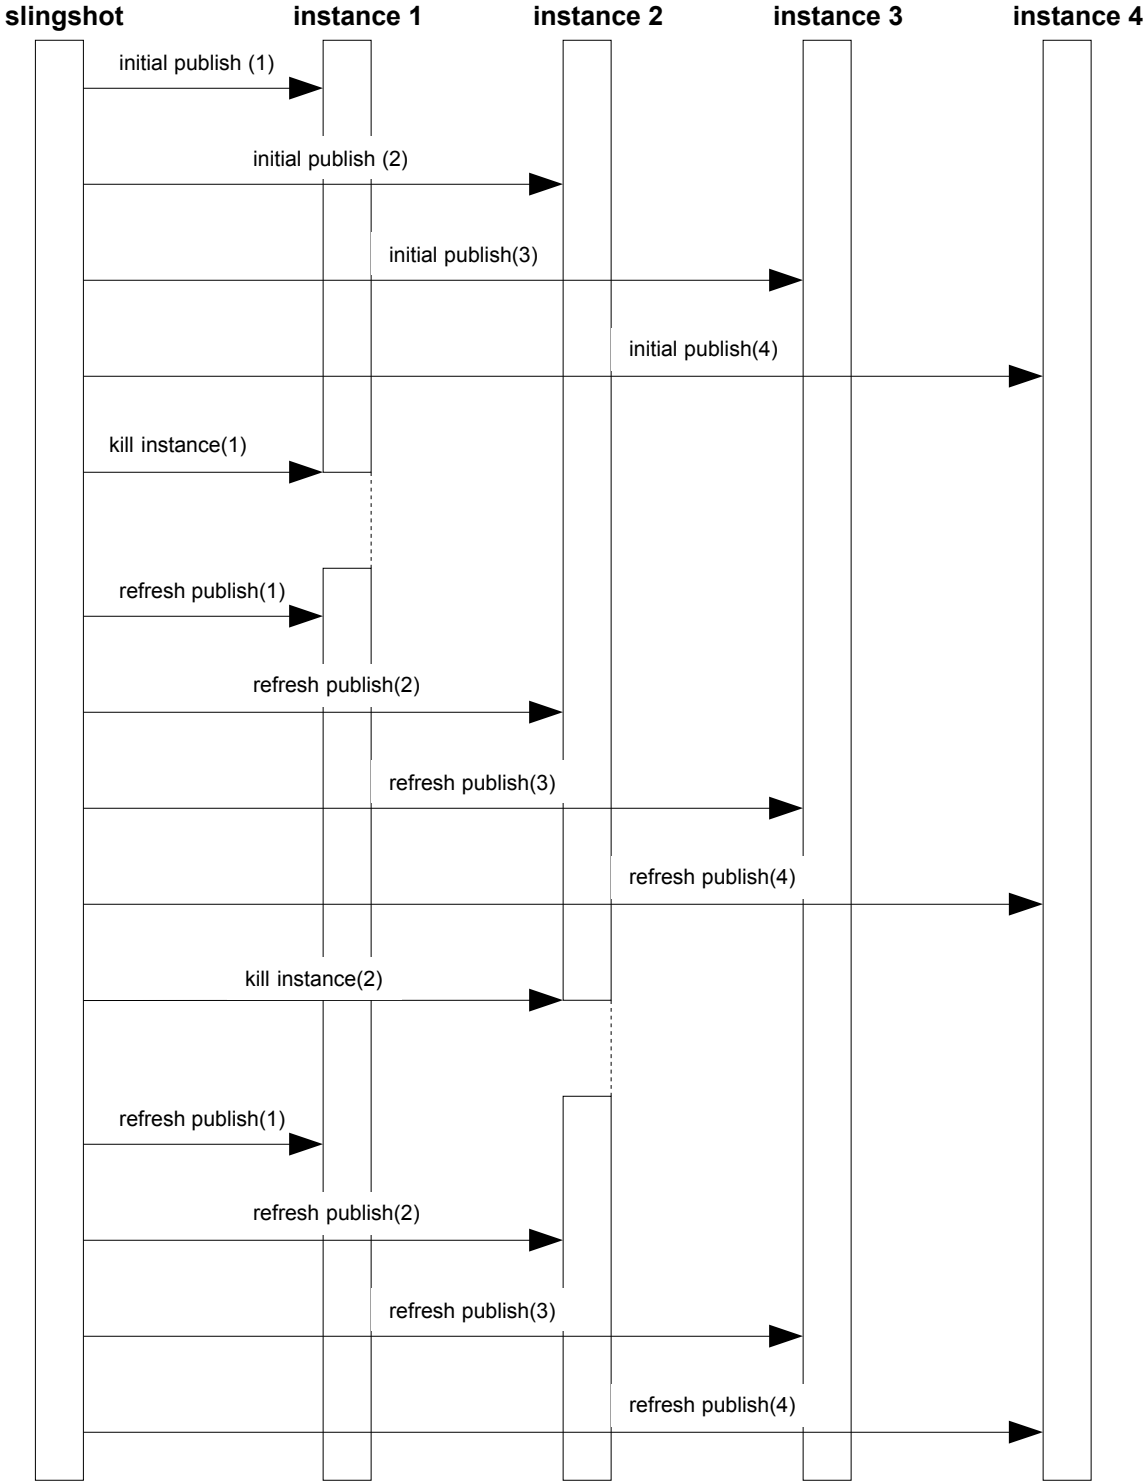 slingshot instance 1 instance 2 instance 3 instance 4
initial publish (1)
initial publish (2)
initial publish(3)
initial publish(4)
kill instance(1)
refresh publish(1)
refresh publish(2)
refresh publish(3)
refresh publish(4)
kill instance(2)
refresh publish(1)
refresh publish(2)
refresh publish(3)
refresh publish(4)